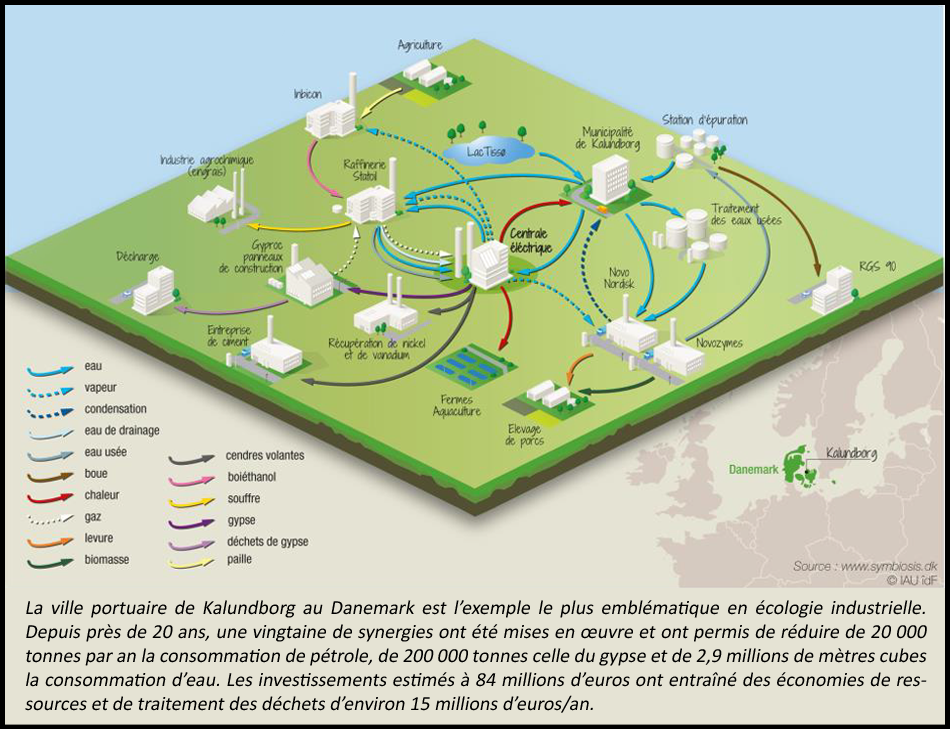 Agriculture
Inbicon
Station d'épuration
Municipalité
de Kalundborg
LacTissø
Industrie agrochimique
(engrais)
Raffinerie
Statoil
Traitement
des eaux usées
Centrale
éléctrique
Gyproc
panneaux
de construction
Décharge
RGS 90
Novo
Nordisk
Entreprise
de ciment
Récupération de nickel
et de vanadium
Novozymes
Fermes
Aquaculture
Elevage
de porcs
eau
vapeur
condensation
eau de drainage
eau usée
boue
chaleur
gaz
levure
biomasse
cendres volantes
boiéthanol
souffre
gypse
déchets de gypse
paille
Kalundborg
Danemark
Source : www.symbiosis.dk
© IAU îdF
La ville portuaire de Kalundborg au Danemark est l'exemple le plus emblématique en écologie industrielle.
Depuis près de 20 ans, une vingtaine de synergies ont été mises en œuvre et ont permis de réduire de 20 000
tonnes par an la consommation de pétrole, de 200 000 tonnes celle du gypse et de 2,9 millions de mètres cubes
la consommation d'eau. Les investissements estimés à 84 millions d'euros ont entraîné des économies de res-
sources et de traitement des déchets d'environ 15 millions d'euros/an.